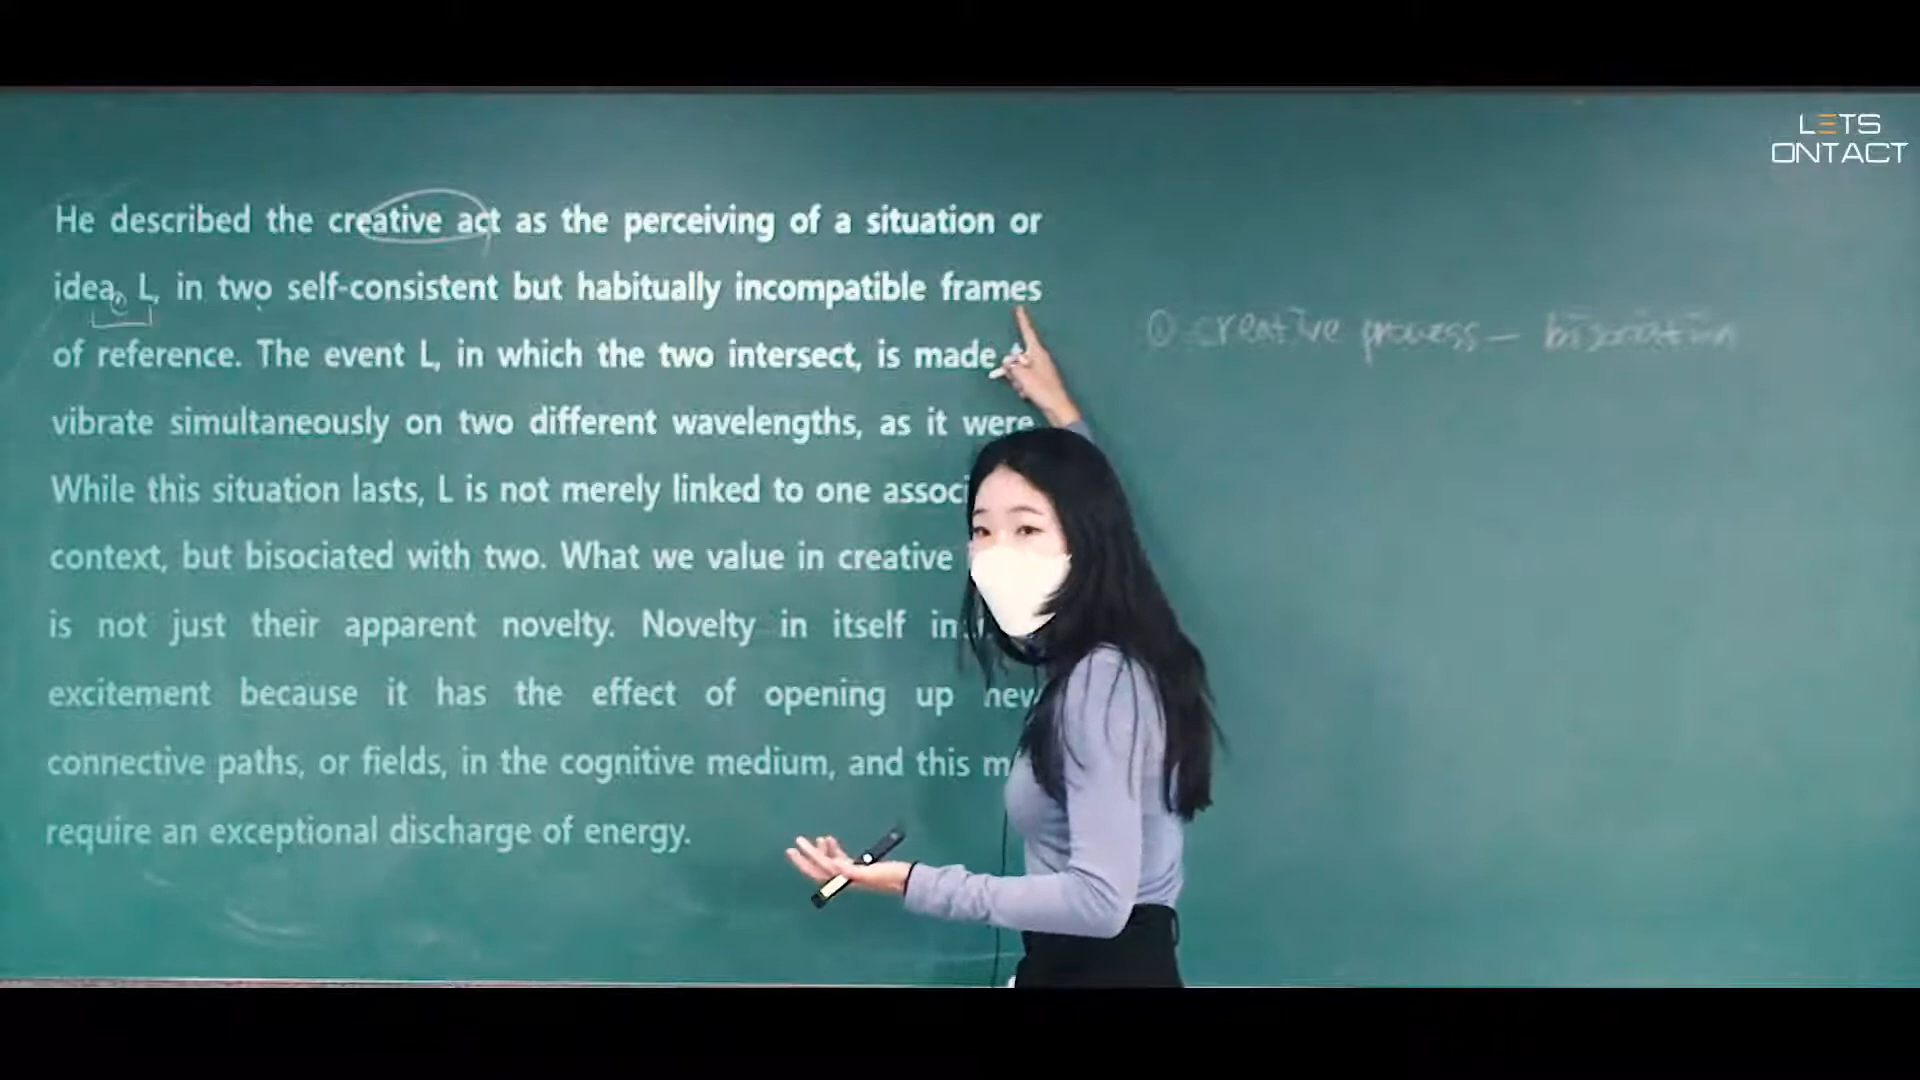 LETS
ONTACT
He described the creative act as the perceiving of a situation or
idea, L, in two self-consistent but habitually incompatible frames
of reference. The event L, in which the two intersect, is made
vibrate simultaneously on two different wavelengths, as it were.
While this situation lasts, L is not merely linked to one associ
context, but bisociated with two. What we value in creative
is not just their apparent novelty. Novelty in itself
excitement because it has the effect of opening up new
connective paths, or fields, in the cognitive medium, and this
require an exceptional discharge of energy.
① creative process - bisociation